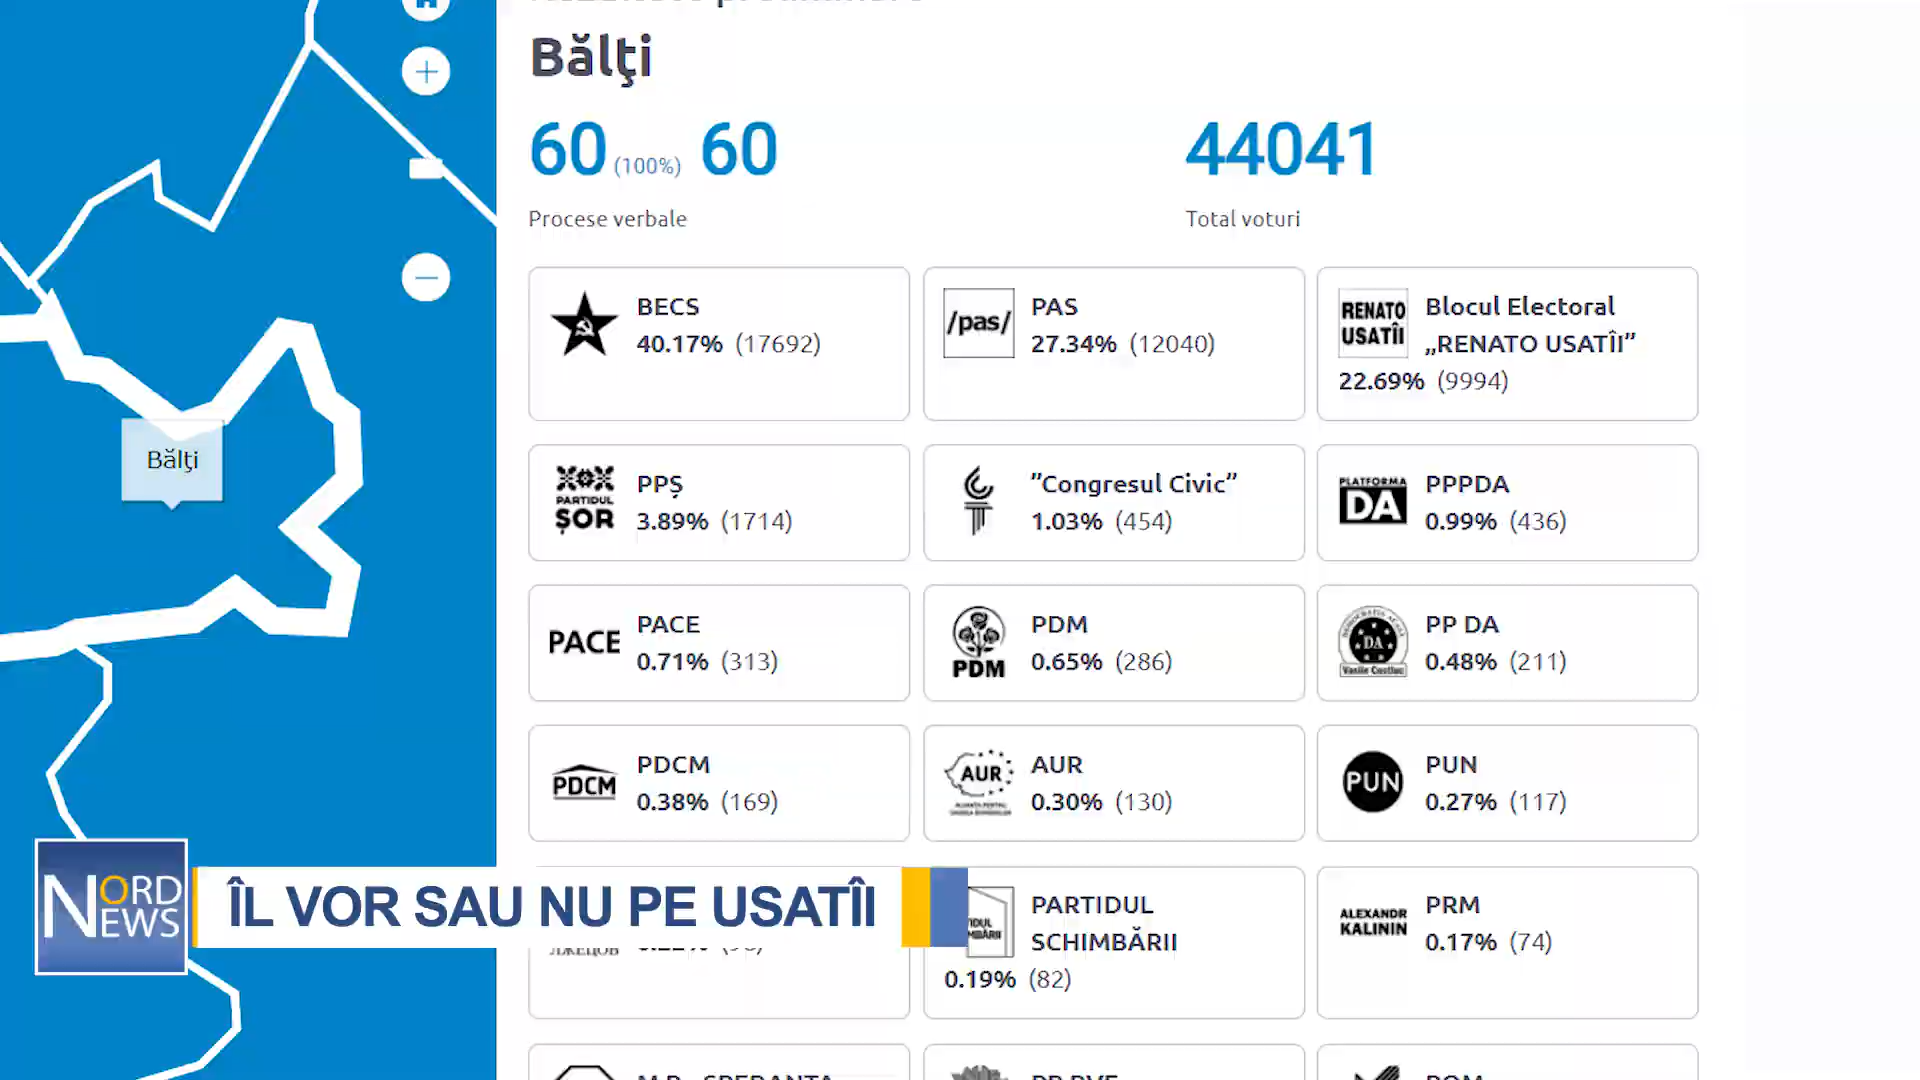 Bălţi
60 (100%) 60
Procese verbale
44041
Total voturi
BECS
40.17% (17692)
/pas/
PAS
27.34% (12040)
RENATO
USATÎI
Blocul Electoral
„RENATO USATÎI”
22.69% (9994)
Bălţi
PARTIDUL
ȘOR
PPȘ
3.89% (1714)
”Congresul Civic”
1.03% (454)
PLATFORMA
DA
PPPDA
0.99% (436)
PACE
PACE
0.71% (313)
PDM
PDM
0.65% (286)
DA
PP DA
0.48% (211)
PDCM
PDCM
0.38% (169)
AUR
AUR
0.30% (130)
PUN
PUN
0.27% (117)
NORD
NEWS
ÎL VOR SAU NU PE USATÎI
PARTIDUL
SCHIMBĂRII
0.19% (82)
ALEXANDR
KALININ
PRM
0.17% (74)